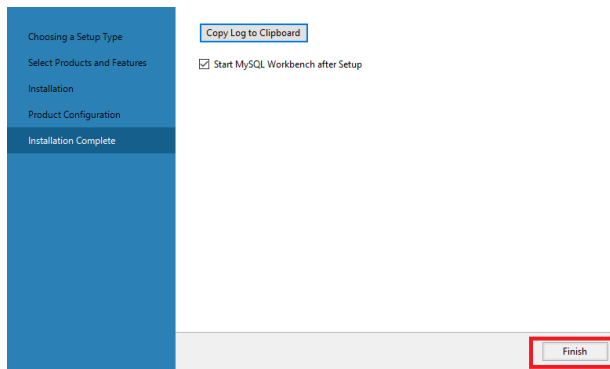 Choosing a Setup Type
Select Products and Features
Installation
Product Configuration
Installation Complete
Copy Log to Clipboard
Start MySQL Workbench after Setup
Finish